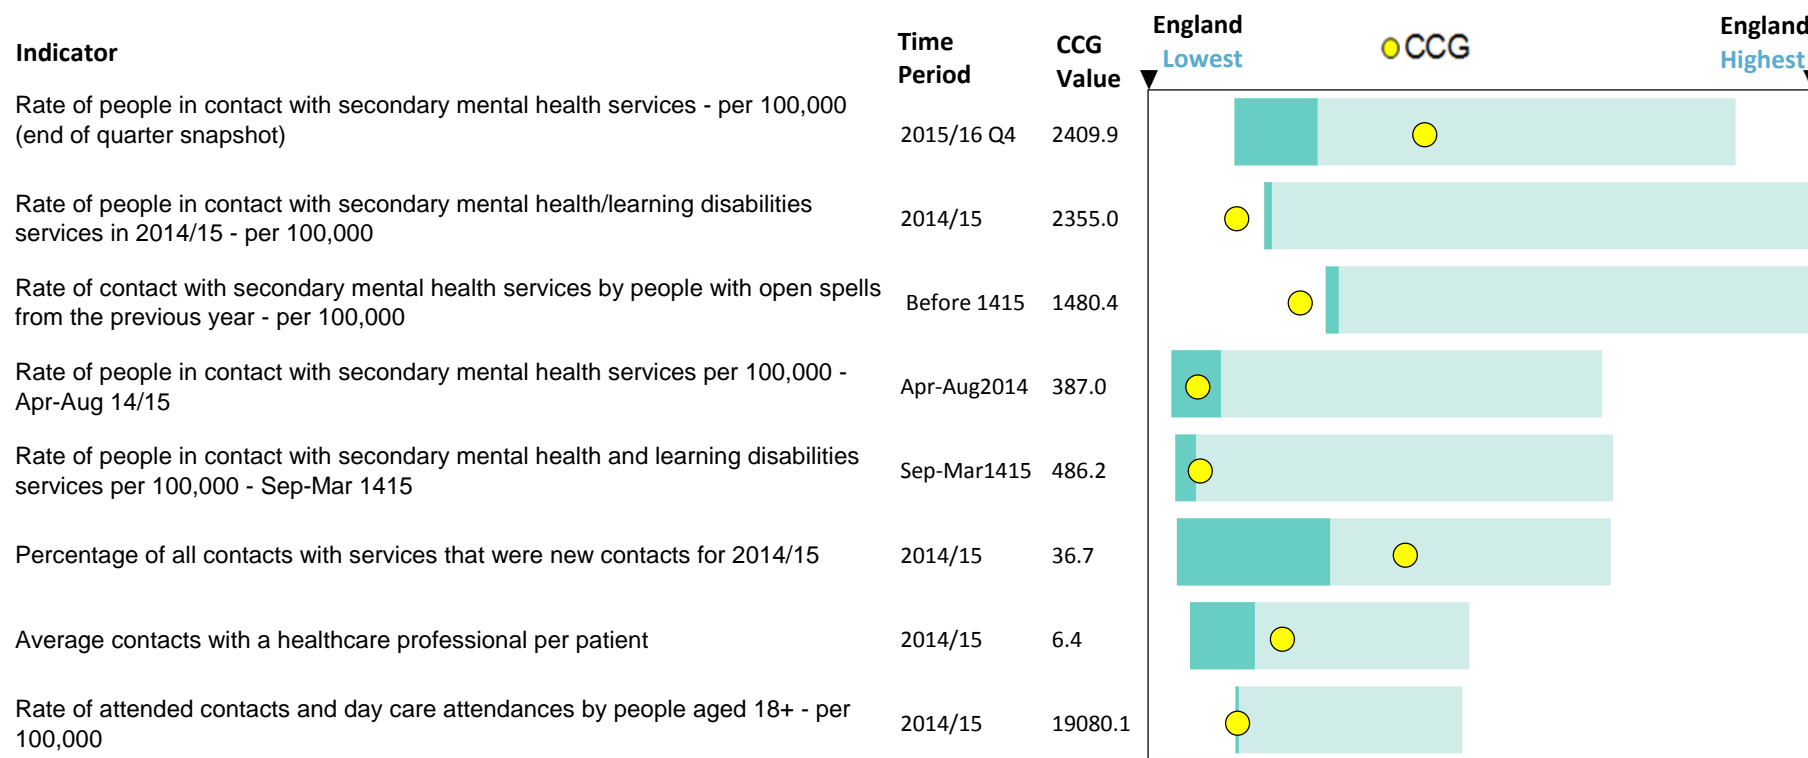 Indicator
Time Period
CCG Value
England Lowest
CCG
England Highest
Rate of people in contact with secondary mental health services - per 100,000
(end of quarter snapshot)
2015/16 Q4
2409.9
Rate of people in contact with secondary mental health/learning disabilities
services in 2014/15 - per 100,000
2014/15
2355.0
Rate of contact with secondary mental health services by people with open spells
from the previous year - per 100,000
Before 1415
1480.4
Rate of people in contact with secondary mental health services per 100,000 -
Apr-Aug 14/15
Apr-Aug2014
387.0
Rate of people in contact with secondary mental health and learning disabilities
services per 100,000 - Sep-Mar 1415
Sep-Mar1415
486.2
Percentage of all contacts with services that were new contacts for 2014/15
2014/15
36.7
Average contacts with a healthcare professional per patient
2014/15
6.4
Rate of attended contacts and day care attendances by people aged 18+ - per
100,000
2014/15
19080.1